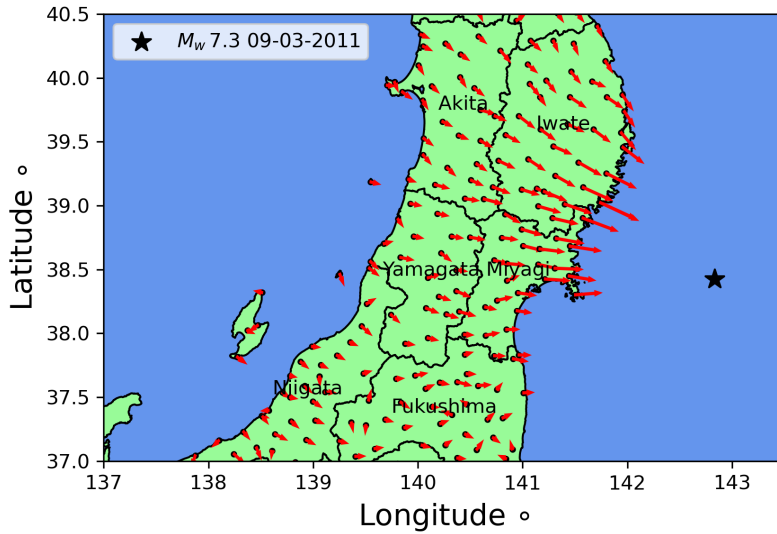 40.5
M_w 7.3 09-03-2011
40.0
Akita
Iwate
39.5
39.0
Latitude °
38.5
Yamagata Miyagi
38.0
37.5
Niigata
Fukushima
37.0
137 138 139 140 141 142 143
Longitude °